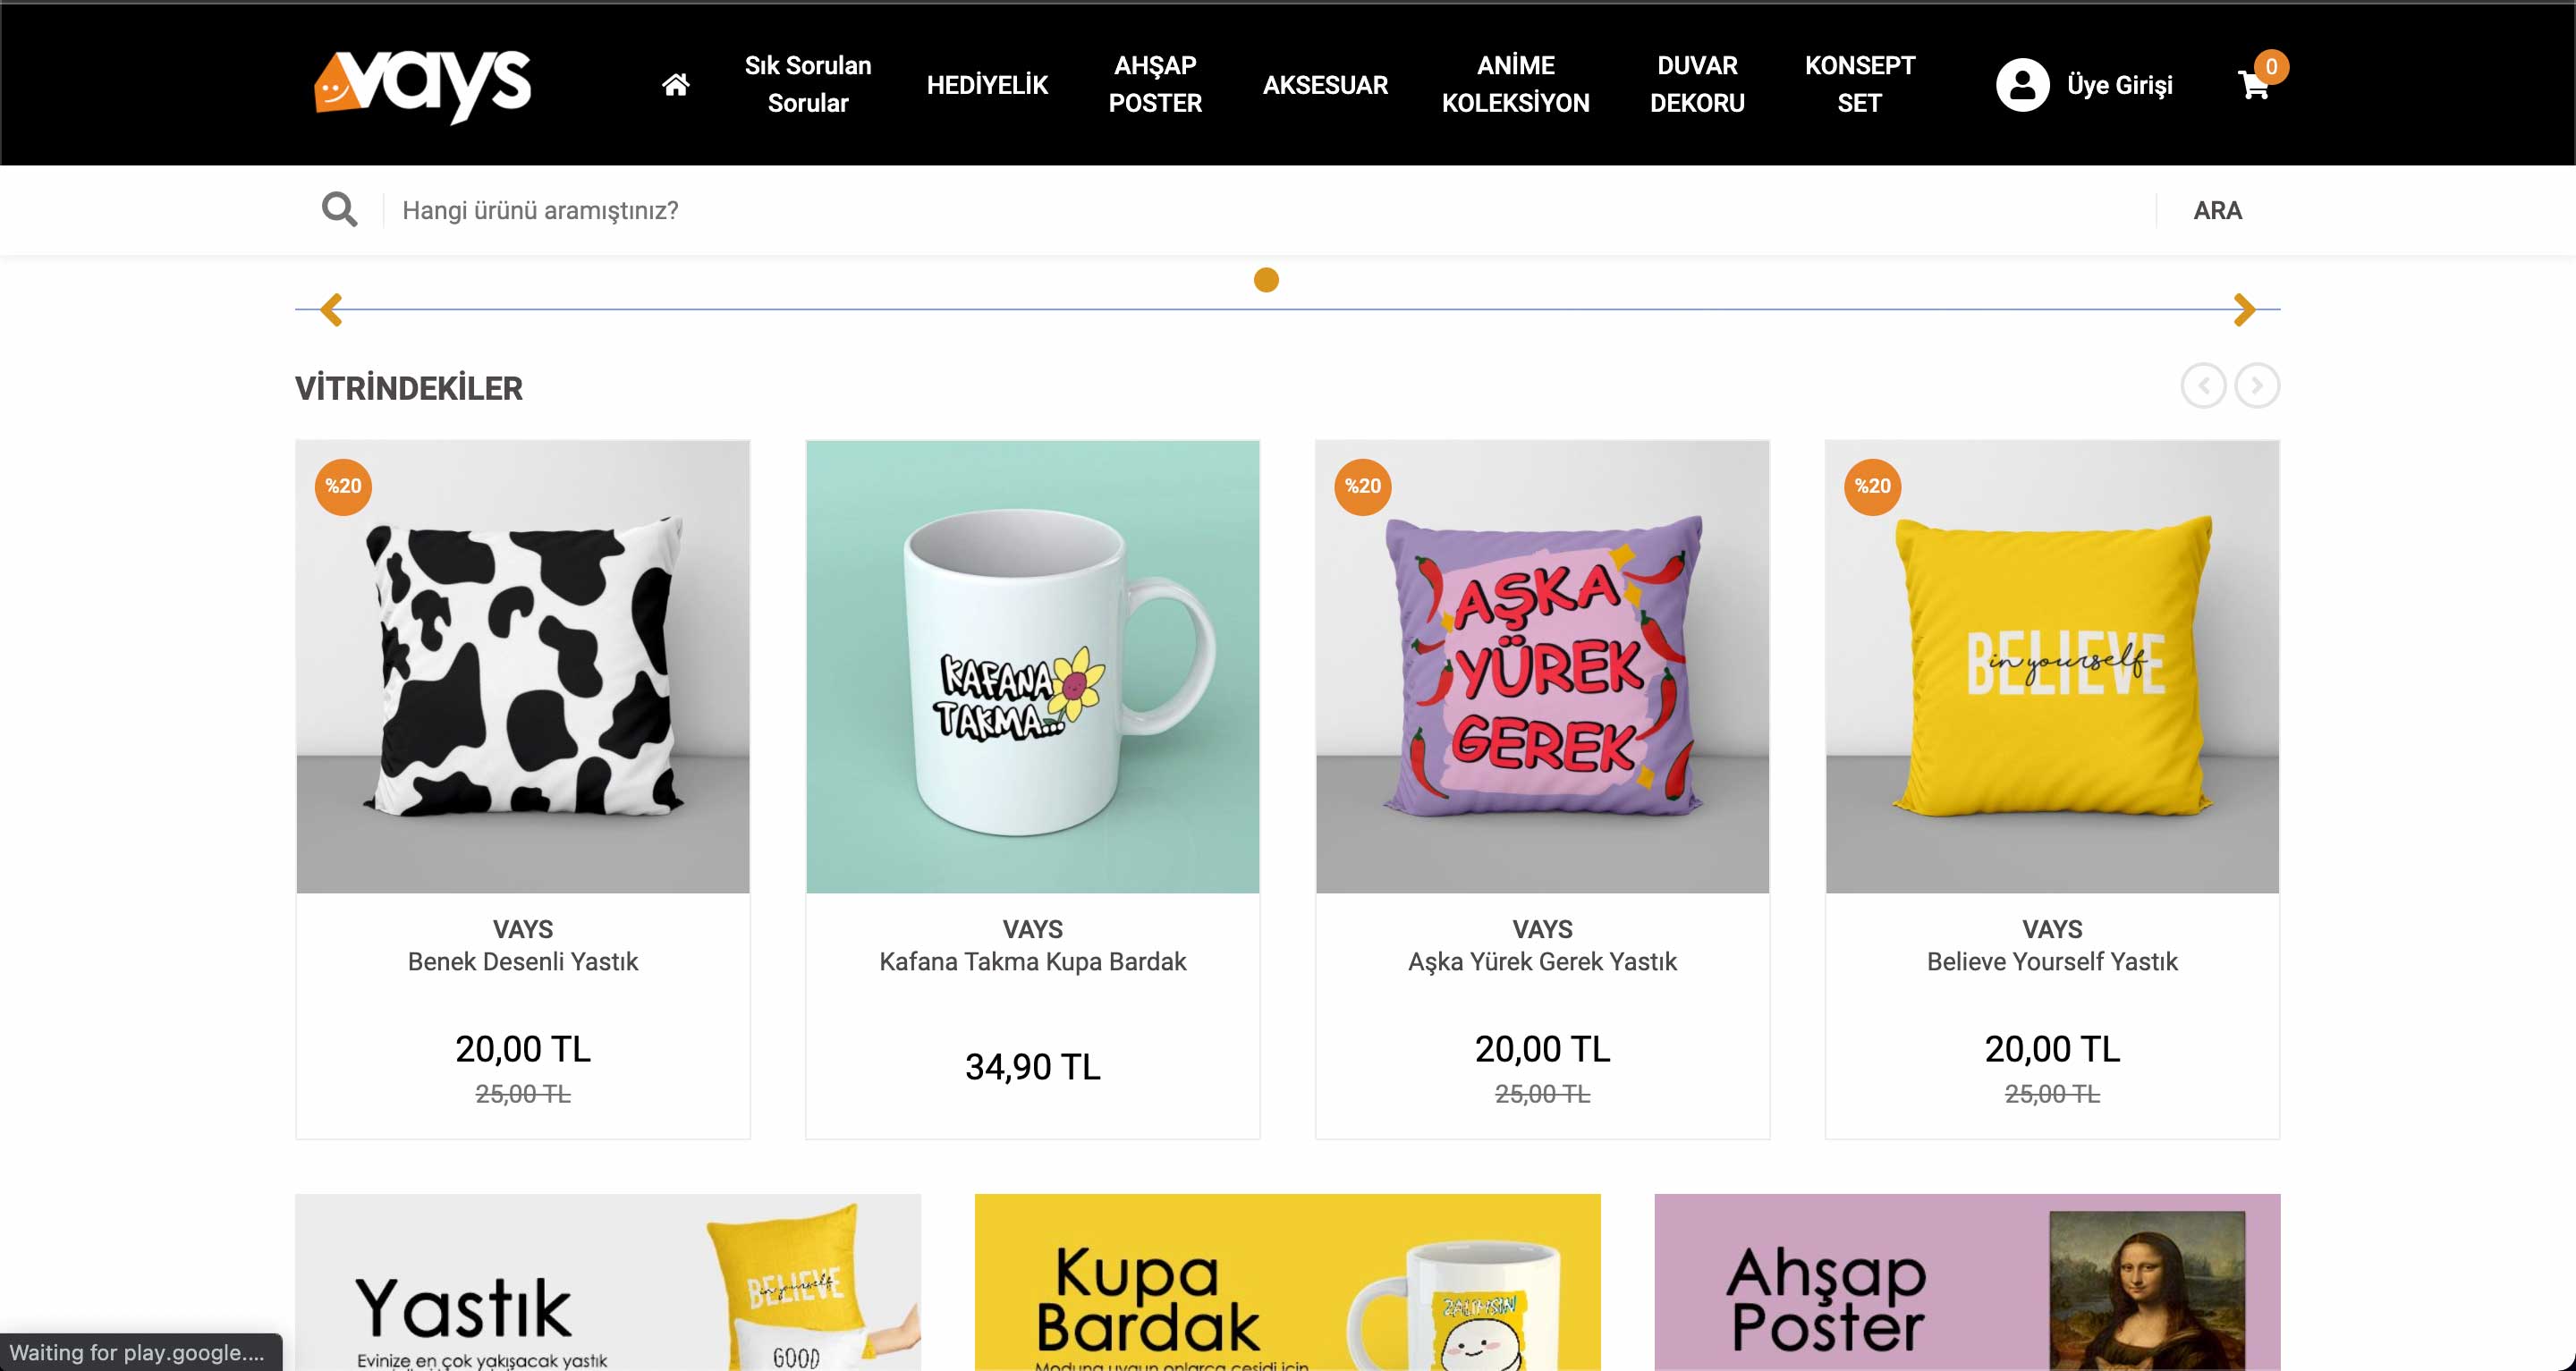 vays
Sık Sorulan
Sorular
HEDİYELİK
AHŞAP
POSTER
AKSESUAR
ANİME
KOLEKSİYON
DUVAR
DEKORU
KONSEPT
SET
Üye Girişi
0
Hangi ürünü aramıştınız?
ARA
VİTRİNDEKİLER
%20
%20
%20
KAFANA
TAKMA...
AŞKA
YÜREK
GEREK
BELIEVE
in yourself
VAYS
Benek Desenli Yastık
20,00 TL
25,00 TL
VAYS
Kafana Takma Kupa Bardak
34,90 TL
VAYS
Aşka Yürek Gerek Yastık
20,00 TL
25,00 TL
VAYS
Believe Yourself Yastık
20,00 TL
25,00 TL
Yastık
Evinize en çok yakışacak yastık
BELIEVE
in yourself
GOOD
Kupa
Bardak
Moduna uygun onlarca çeşidi için
ZALIMSIN
Ahşap
Poster
Waiting for play.google....